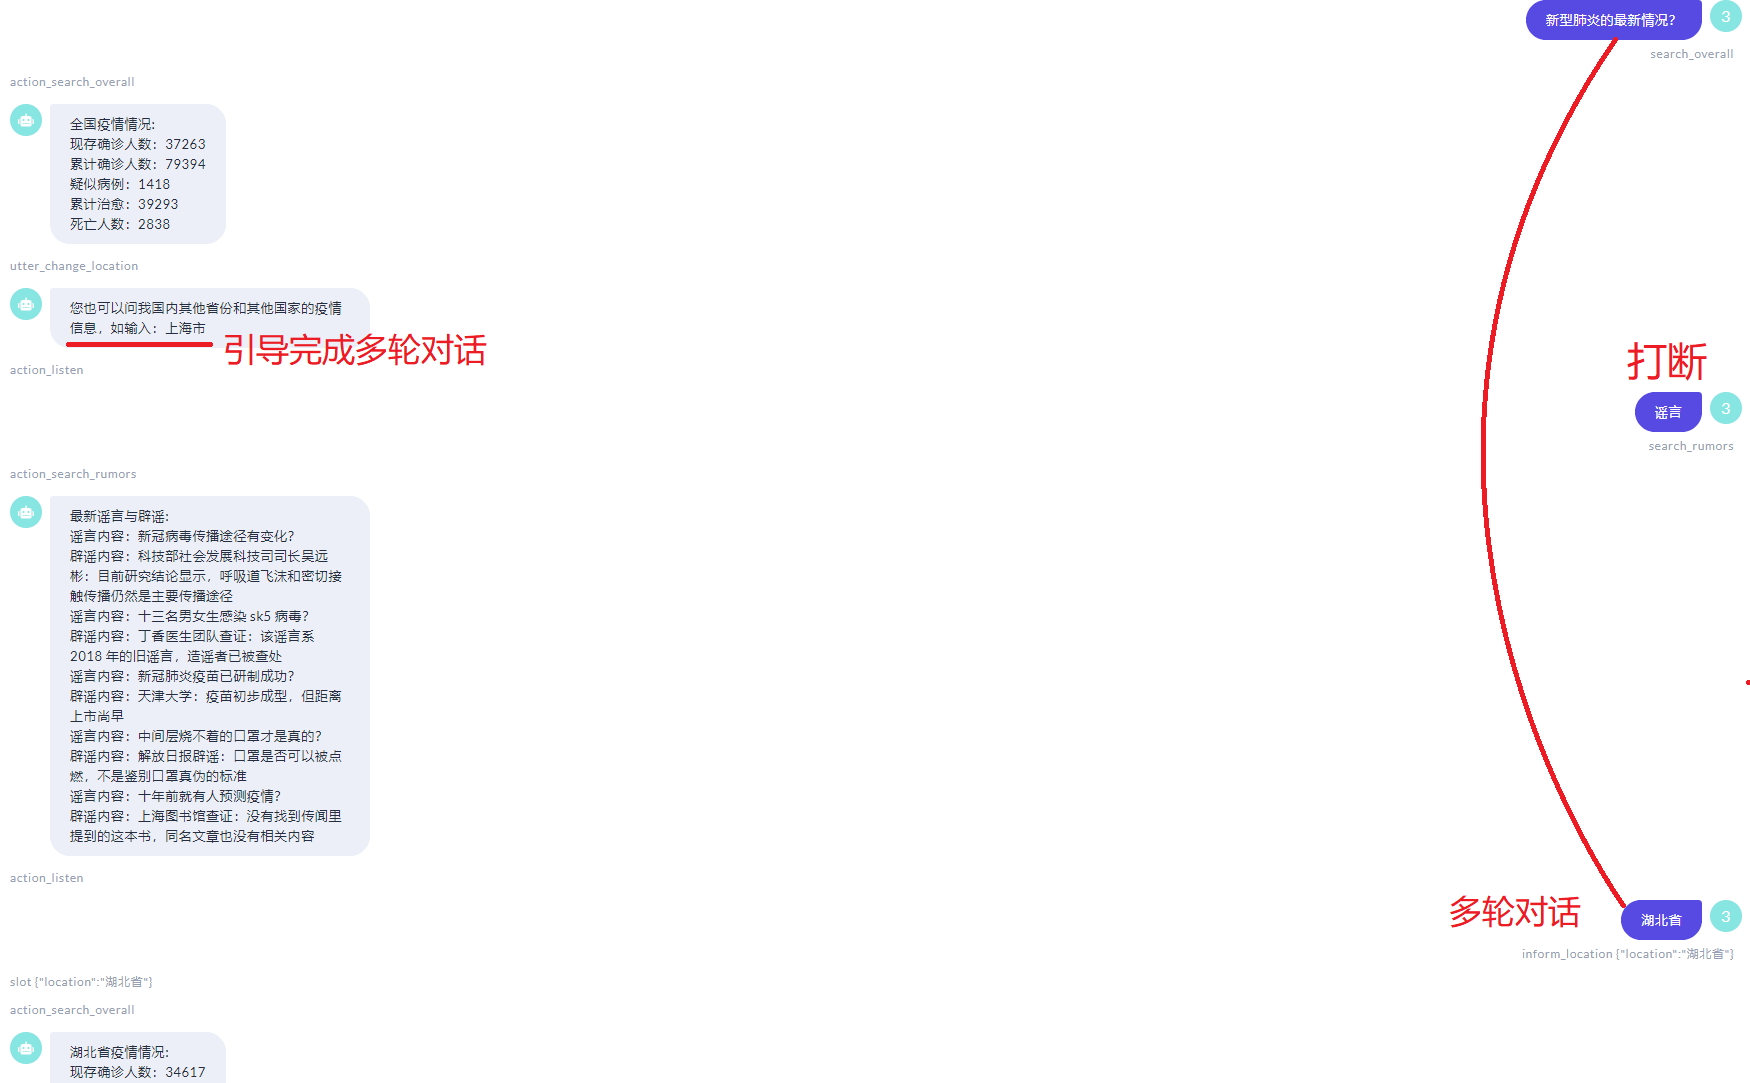 新型肺炎的最新情况?
3
search_overall
action_search_overall
全国疫情情况:
现存确诊人数：37263
累计确诊人数：79394
疑似病例：1418
累计治愈：39293
死亡人数：2838
utter_change_location
您也可以问我国内其他省份和其他国家的疫情
信息，如输入：上海市
引导完成多轮对话
action_listen
打断
谣言
3
search_rumors
action_search_rumors
最新谣言与辟谣:
谣言内容：新冠病毒传播途径有变化?
辟谣内容：科技部社会发展科技司司长吴远
彬：目前研究结论显示，呼吸道飞沫和密切接
触传播仍然是主要传播途径
谣言内容：十三名男女生感染 sk5 病毒?
辟谣内容：丁香医生团队查证：该谣言系
2018 年的旧谣言，造谣者已被查处
谣言内容：新冠肺炎疫苗已研制成功?
辟谣内容：天津大学：疫苗初步成型，但距离
上市尚早
谣言内容：中间层烧不着的口罩才是真的?
辟谣内容：解放日报辟谣：口罩是否可以被点
燃，不是鉴别口罩真伪的标准
谣言内容：十年前就有人预测疫情?
辟谣内容：上海图书馆查证：没有找到传闻里
提到的这本书，同名文章也没有相关内容
action_listen
多轮对话
湖北省
3
inform_location {"location":"湖北省"}
slot {"location":"湖北省"}
action_search_overall
湖北省疫情情况:
现存确诊人数：34617